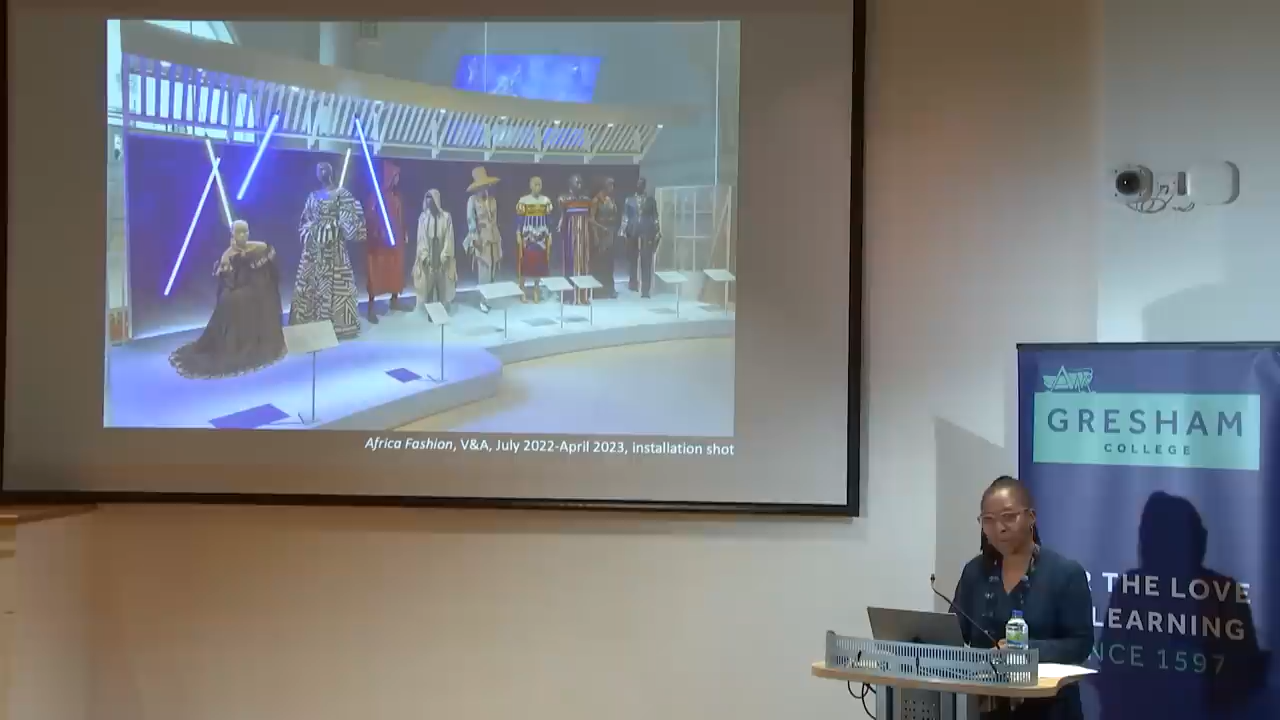 Africa Fashion, V&A, July 2022-April 2023, installation shot
GRESHAM
COLLEGE
THE LOVE
LEARNING
NCE 1597